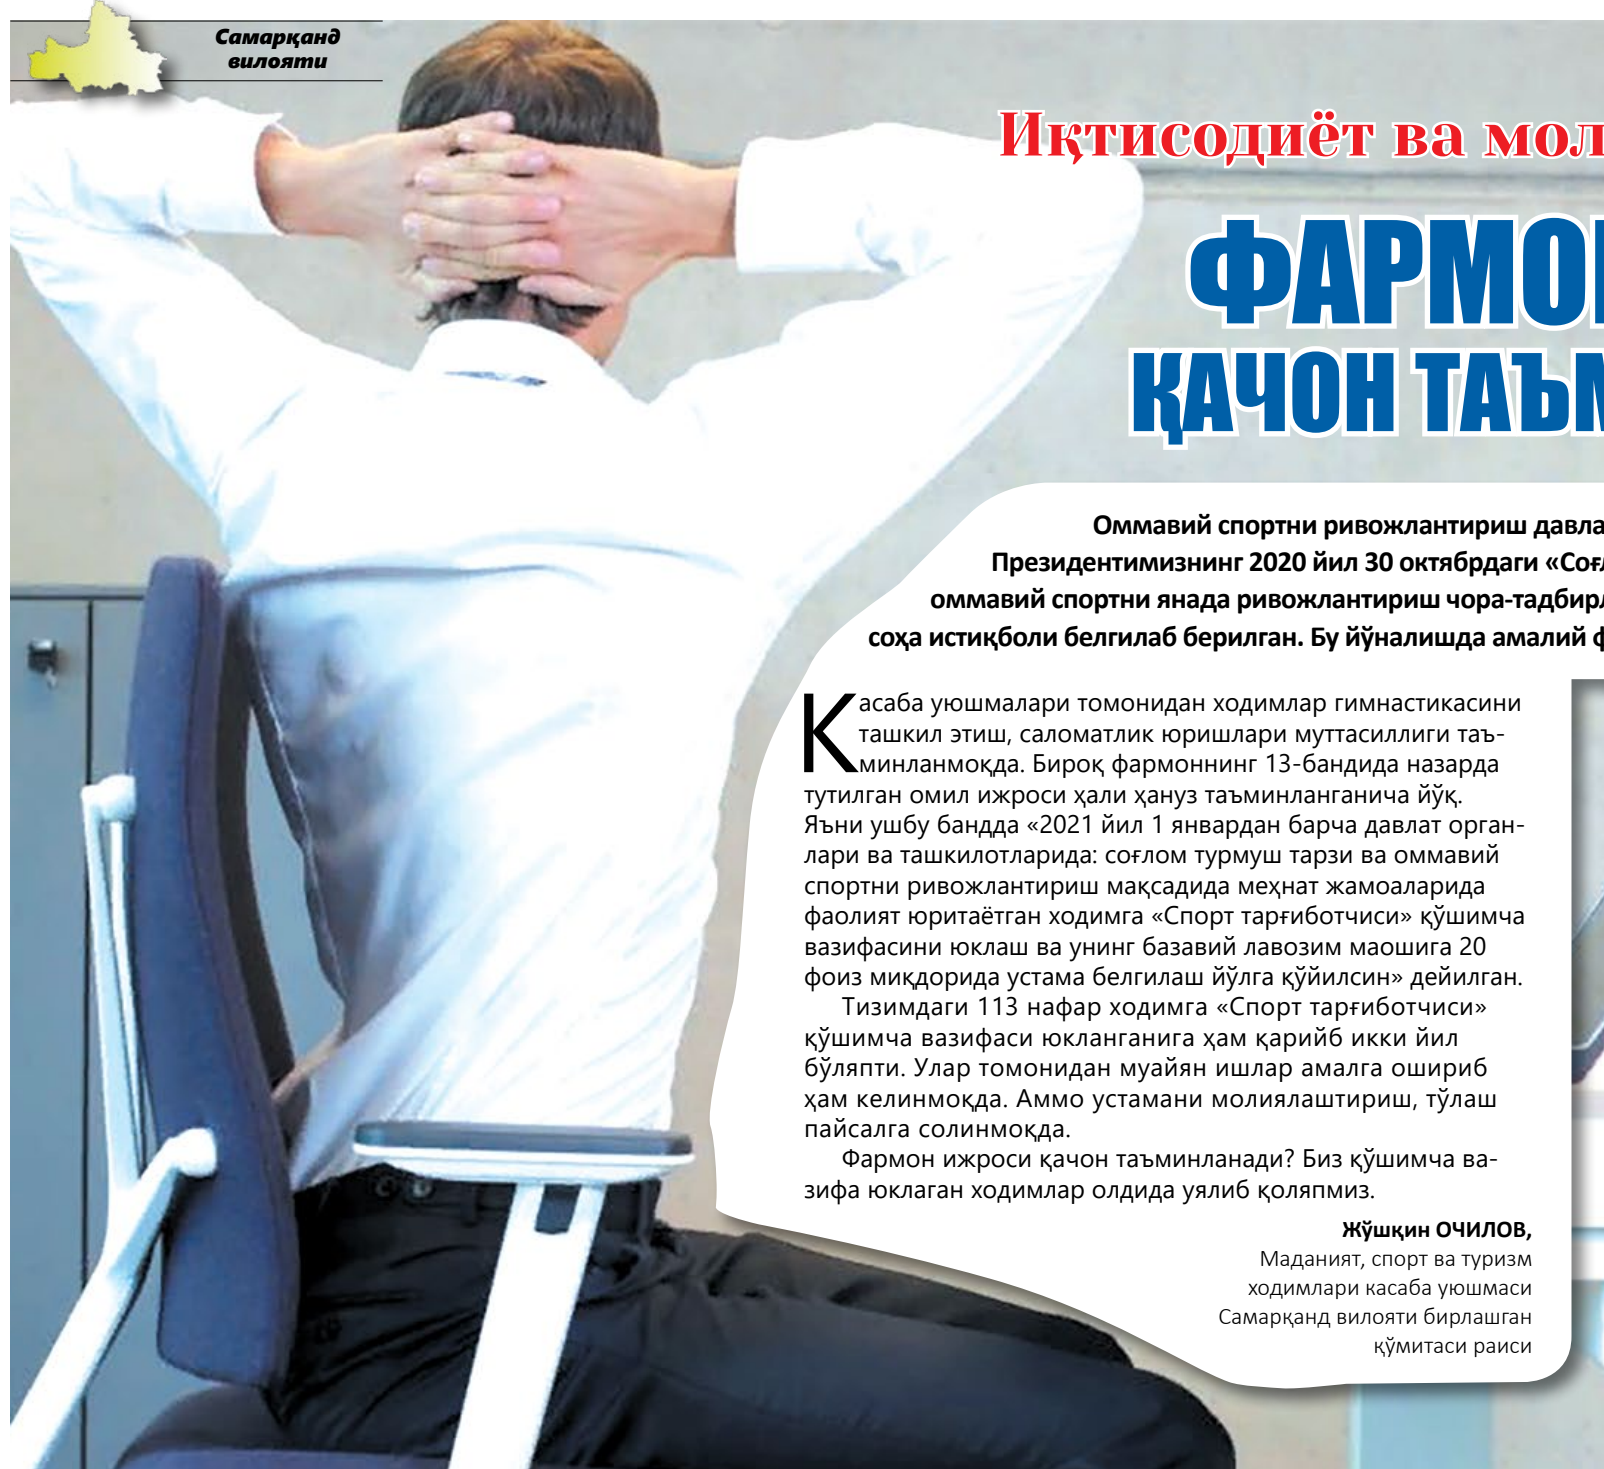 Самарқанд
вилояти
Иқтисодиёт ва
ҚАЧОН
Оммавий спортни ривожлантириш
Президентимизнинг 2020 йил 30 октябрдаги
оммавий спортни янада ривожлантириш
соҳа истиқболи белгилаб берилган. Бу йўналишда амалий
Касаба уюшмалари томонидан ходимлар гимнастикасини
ташкил этиш, саломатлик юришлари муттасиллиги таъ-
минланмоқда. Бироқ фармоннинг 13-бандида назарда
тутилган омил ижроси ҳали ҳануз таъминланганича йўқ.
Яъни ушбу бандда «2021 йил 1 январдан барча давлат орган-
лари ва ташкилотларида: соғлом турмуш тарзи ва оммавий
спортни ривожлантириш мақсадида меҳнат жамоаларида
фаолият юритаётган ходимга «Спорт тарғиботчиси» қўшимча
вазифасини юклаш ва унинг базавий лавозим маошига 20
фоиз миқдорида устама белгилаш йўлга қўйилсин» дейилган.
Тизимдаги 113 нафар ходимга «Спорт тарғиботчиси»
қўшимча вазифаси юкланганига ҳам қарийб икки йил
бўляпти. Улар томонидан муайян ишлар амалга ошириб
ҳам келинмоқда. Аммо устамани молиялаштириш, тўлаш
пайсалга солинмоқда.
Фармон ижроси қачон таъминланади? Биз қўшимча ва-
зифа юклаган ходимлар олдида уялиб қоляпмиз.
Жўшқин ОЧИЛОВ,
Маданият, спорт ва туризм
ходимлари касаба уюшмаси
Самарқанд вилояти бирлашган
қўмитаси раиси